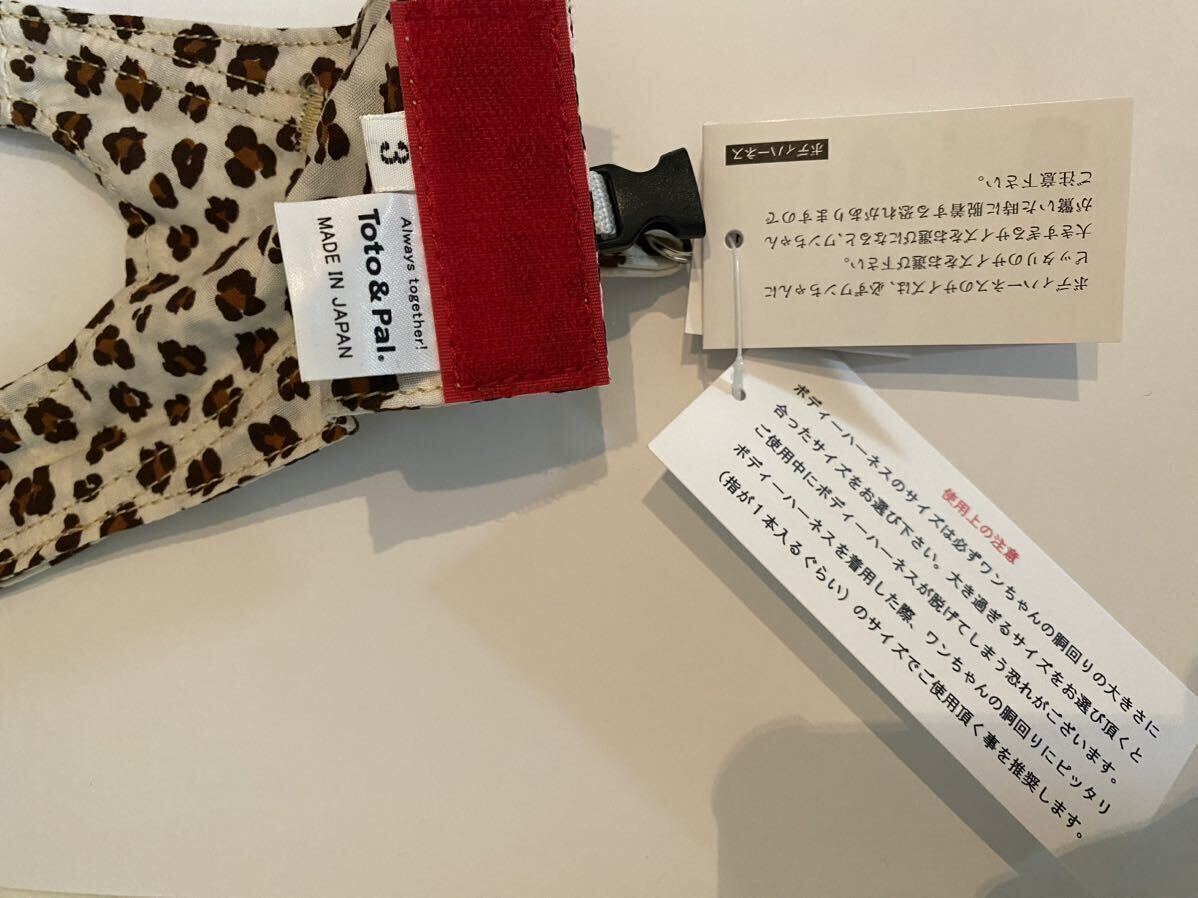 3
Always together!
Toto & Pal.
MADE IN JAPAN
ボディハーネス
ボディハーネスのサイズは、必ずワンちゃんに
ピッタリのサイズをお選び下さい。
大きすぎるサイズをお選びになると、ワンちゃん
が驚いた時に脱着する恐れがありますので
ご注意下さい。
使用上の注意
ボディーハーネスのサイズは必ずワンちゃんの胴回りの大きさに
合ったサイズをお選び下さい。大き過ぎるサイズをお選び頂くと
ご使用中にボディーハーネスが脱げてしまう恐れがございます。
ボディーハーネスを着用した際、ワンちゃんの胴回りにピッタリ
（指が1本入るぐらい）のサイズでご使用頂く事を推奨します。